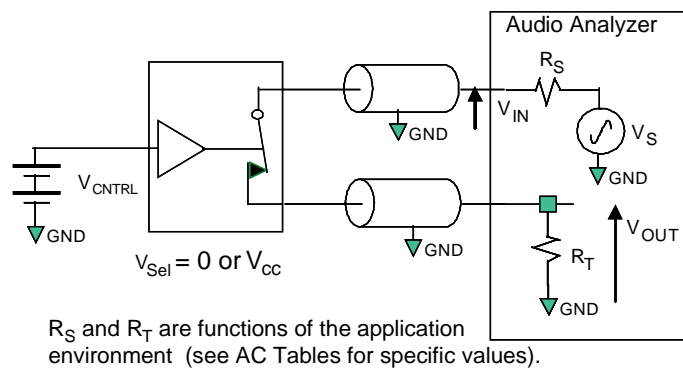 Audio Analyzer
RS
GND
VIN
VS
GND
VCNTRL
GND
GND
VOUT
RT
GND
VSel = 0 or Vcc
RS and RT are functions of the application
environment (see AC Tables for specific values).